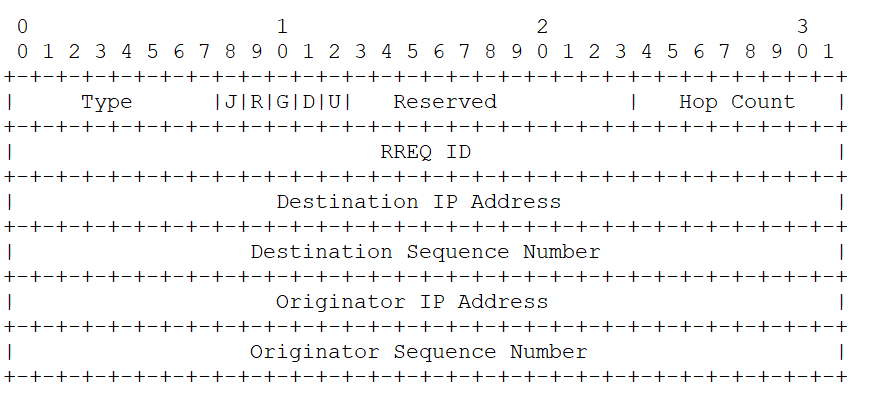 0                   1                   2                   3
0 1 2 3 4 5 6 7 8 9 0 1 2 3 4 5 6 7 8 9 0 1 2 3 4 5 6 7 8 9 0 1
+-+-+-+-+-+-+-+-+-+-+-+-+-+-+-+-+-+-+-+-+-+-+-+-+-+-+-+-+-+-+-+-+
|     Type      |J|R|G|D|U|   Reserved          |   Hop Count   |
+-+-+-+-+-+-+-+-+-+-+-+-+-+-+-+-+-+-+-+-+-+-+-+-+-+-+-+-+-+-+-+-+
|                            RREQ ID                            |
+-+-+-+-+-+-+-+-+-+-+-+-+-+-+-+-+-+-+-+-+-+-+-+-+-+-+-+-+-+-+-+-+
|                    Destination IP Address                     |
+-+-+-+-+-+-+-+-+-+-+-+-+-+-+-+-+-+-+-+-+-+-+-+-+-+-+-+-+-+-+-+-+
|                  Destination Sequence Number                  |
+-+-+-+-+-+-+-+-+-+-+-+-+-+-+-+-+-+-+-+-+-+-+-+-+-+-+-+-+-+-+-+-+
|                    Originator IP Address                      |
+-+-+-+-+-+-+-+-+-+-+-+-+-+-+-+-+-+-+-+-+-+-+-+-+-+-+-+-+-+-+-+-+
|                  Originator Sequence Number                   |
+-+-+-+-+-+-+-+-+-+-+-+-+-+-+-+-+-+-+-+-+-+-+-+-+-+-+-+-+-+-+-+-+